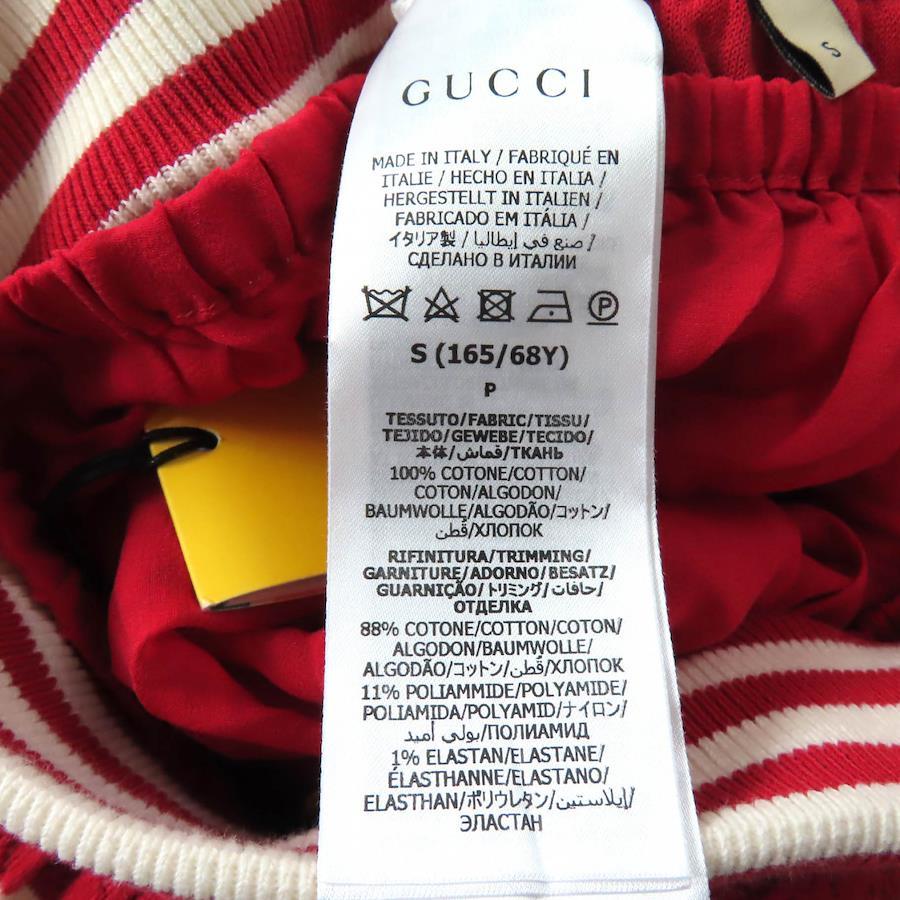 S
GUCCI
MADE IN ITALY / FABRIQUÉ EN
ITALIE / HECHO EN ITALIA /
HERGESTELLT IN ITALIEN /
FABRICADO EM ITÁLIA /
イタリア製 / صنع في إيطاليا /
СДЕЛАНО В ИТАЛИИ
P
S (165/68Y)
P
TESSUTO/FABRIC/TISSU/
TEJIDO/GEWEBE/TECIDO/
本体/قماش/ТКАНЬ
100% COTONE/COTTON/
COTON/ALGODON/
BAUMWOLLE/ALGODÃO/コットン/
قُطن/ХЛОПОК
RIFINITURA/TRIMMING/
GARNITURE/ADORNO/BESATZ/
GUARNIÇÃO/トリミング/حافات/
ОТДЕЛКА
88% COTONE/COTTON/COTON/
ALGODON/BAUMWOLLE/
ALGODÃO/コットン/قُطن/ХЛОПОК
11% POLIAMMIDE/POLYAMIDE/
POLIAMIDA/POLYAMID/ナイロン/
بولي أميد/ПОЛИАМИД
1% ELASTAN/ELASTANE/
ÉLASTHANNE/ELASTANO/
ELASTHAN/ポリウレタン/إيلاستين/
ЭЛАСТАН